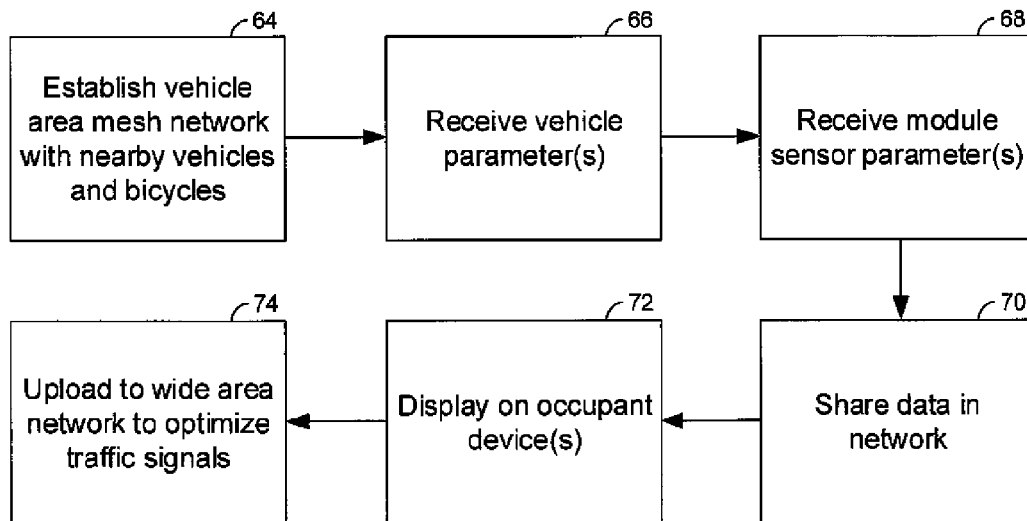 64
Establish vehicle
area mesh network
with nearby vehicles
and bicycles
66
Receive vehicle
parameter(s)
68
Receive module
sensor parameter(s)
70
Share data in
network
72
Display on occupant
device(s)
74
Upload to wide area
network to optimize
traffic signals